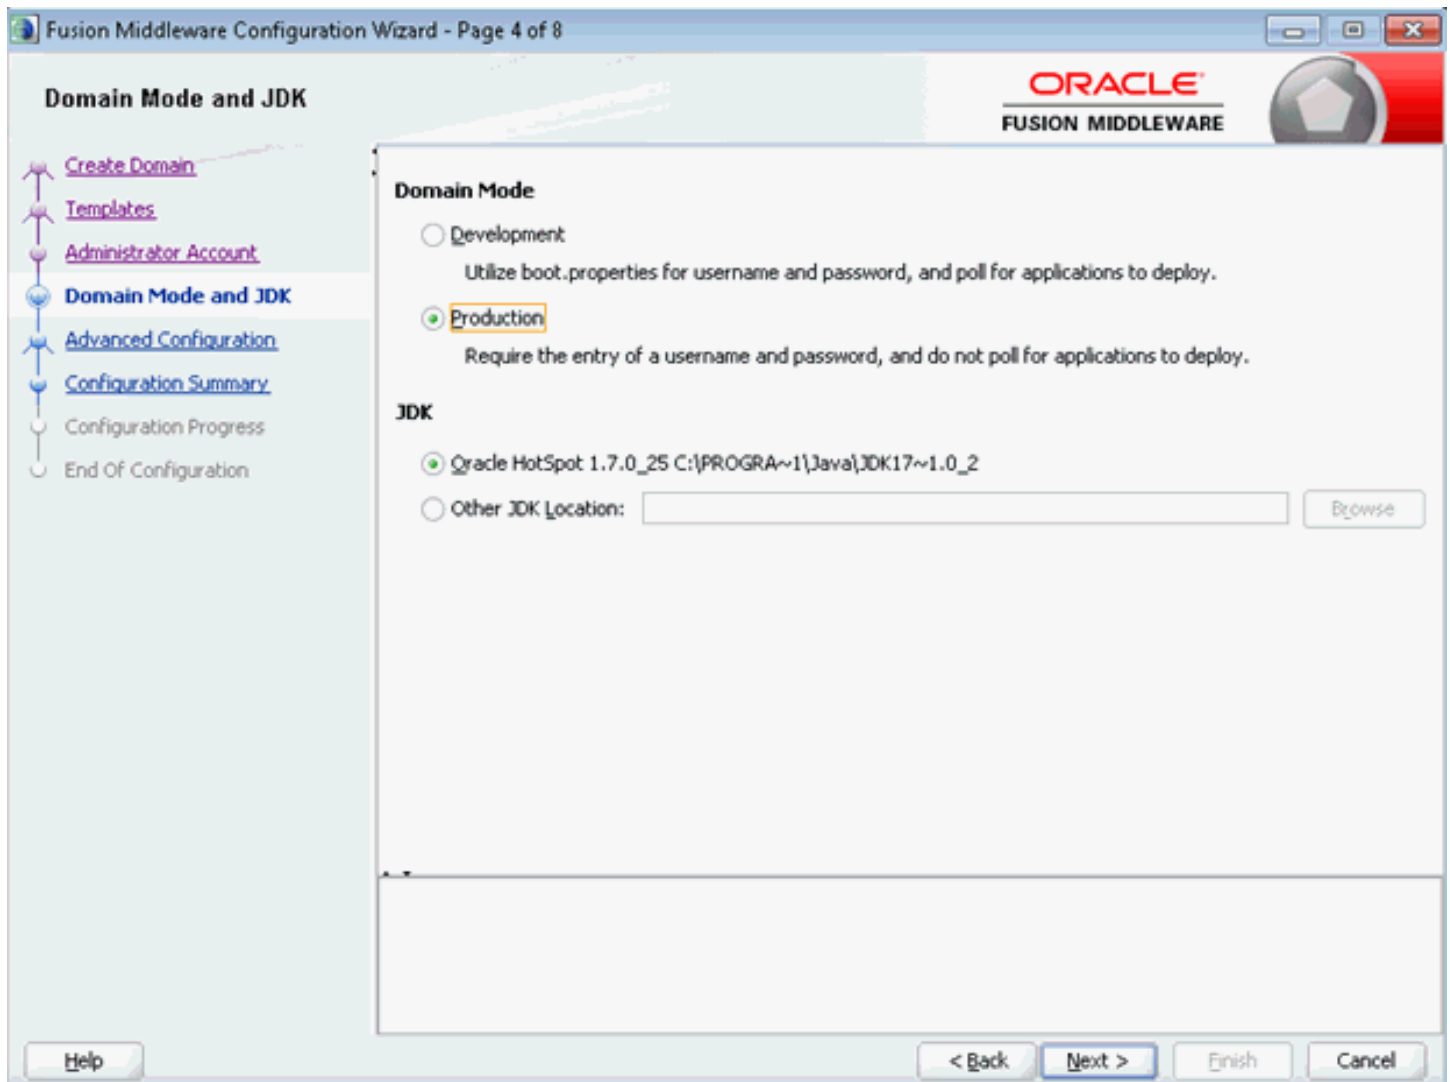 Fusion Middleware Configuration Wizard - Page 4 of 8
Domain Mode and JDK
ORACLE
FUSION MIDDLEWARE
Create Domain
Templates
Administrator Account
Domain Mode and JDK
Advanced Configuration
Configuration Summary
Configuration Progress
End Of Configuration
Domain Mode
Development
Utilize boot.properties for username and password, and poll for applications to deploy.
Production
Require the entry of a username and password, and do not poll for applications to deploy.
JDK
Oracle HotSpot 1.7.0_25 C:\PROGRA~1\Java\JDK17~1.0_2
Other JDK Location:
Browse
Help
< Back
Next >
Finish
Cancel